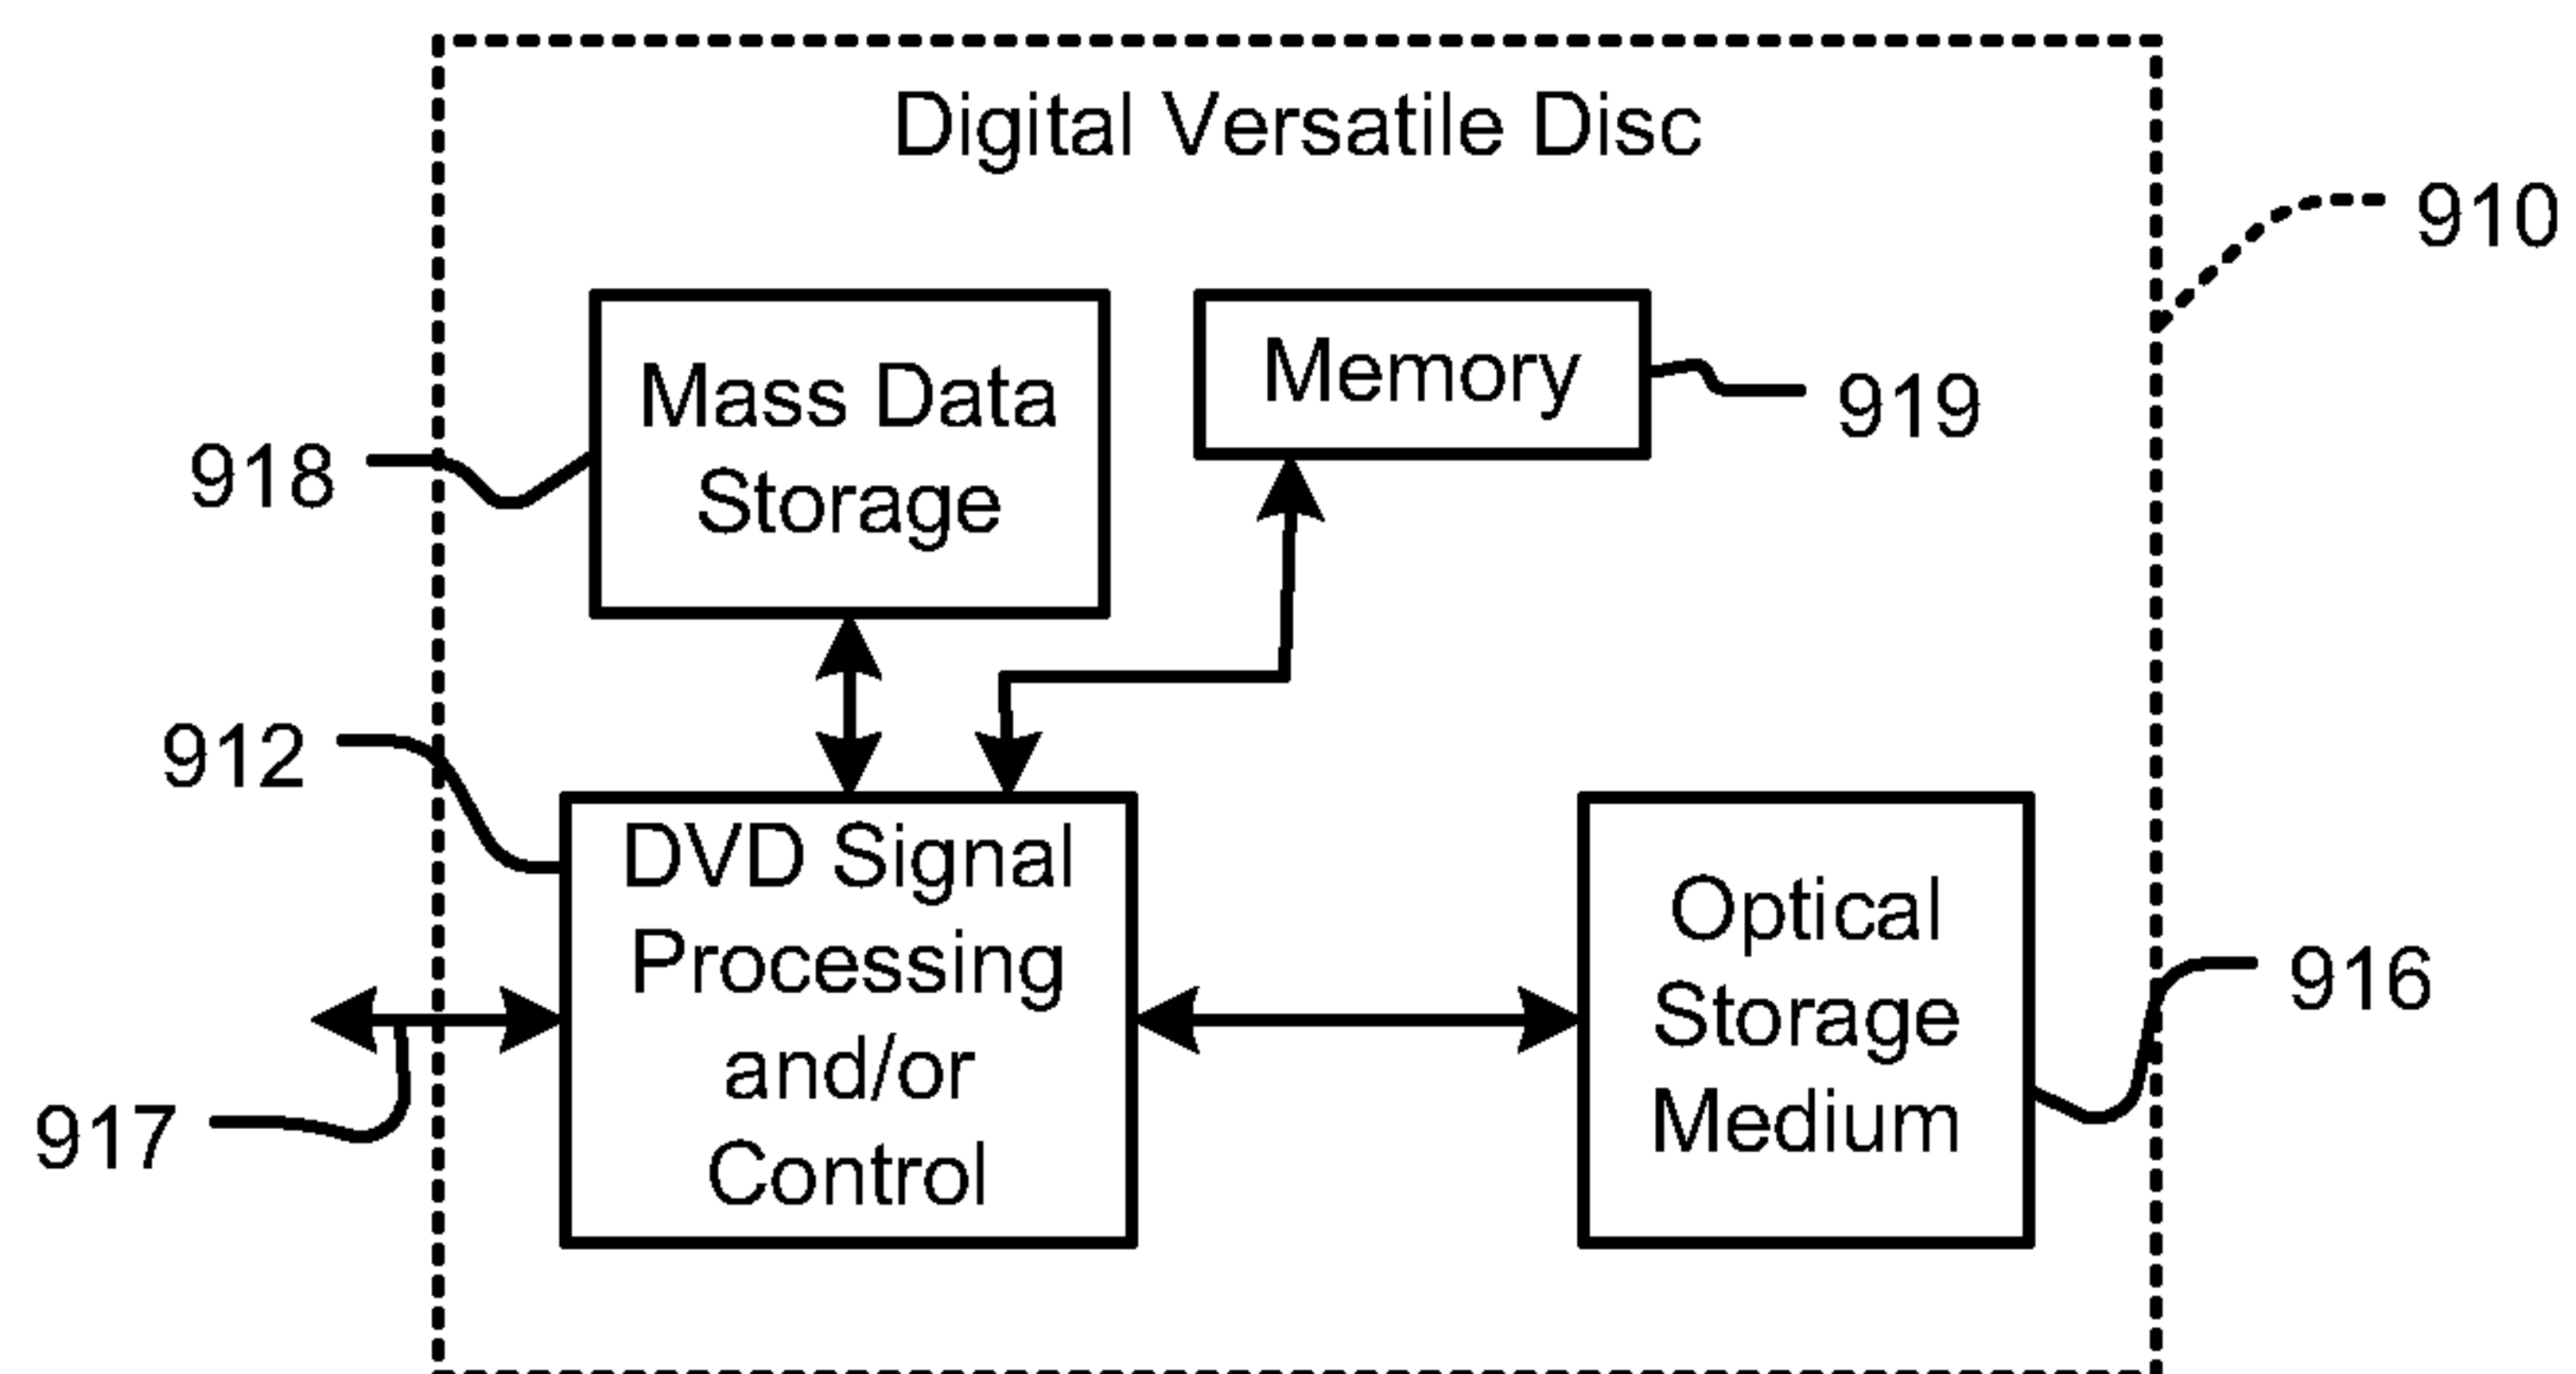 Digital Versatile Disc
910
Mass Data
Storage
918
Memory
919
912
DVD Signal
Processing
and/or
Control
Optical
Storage
Medium
916
917